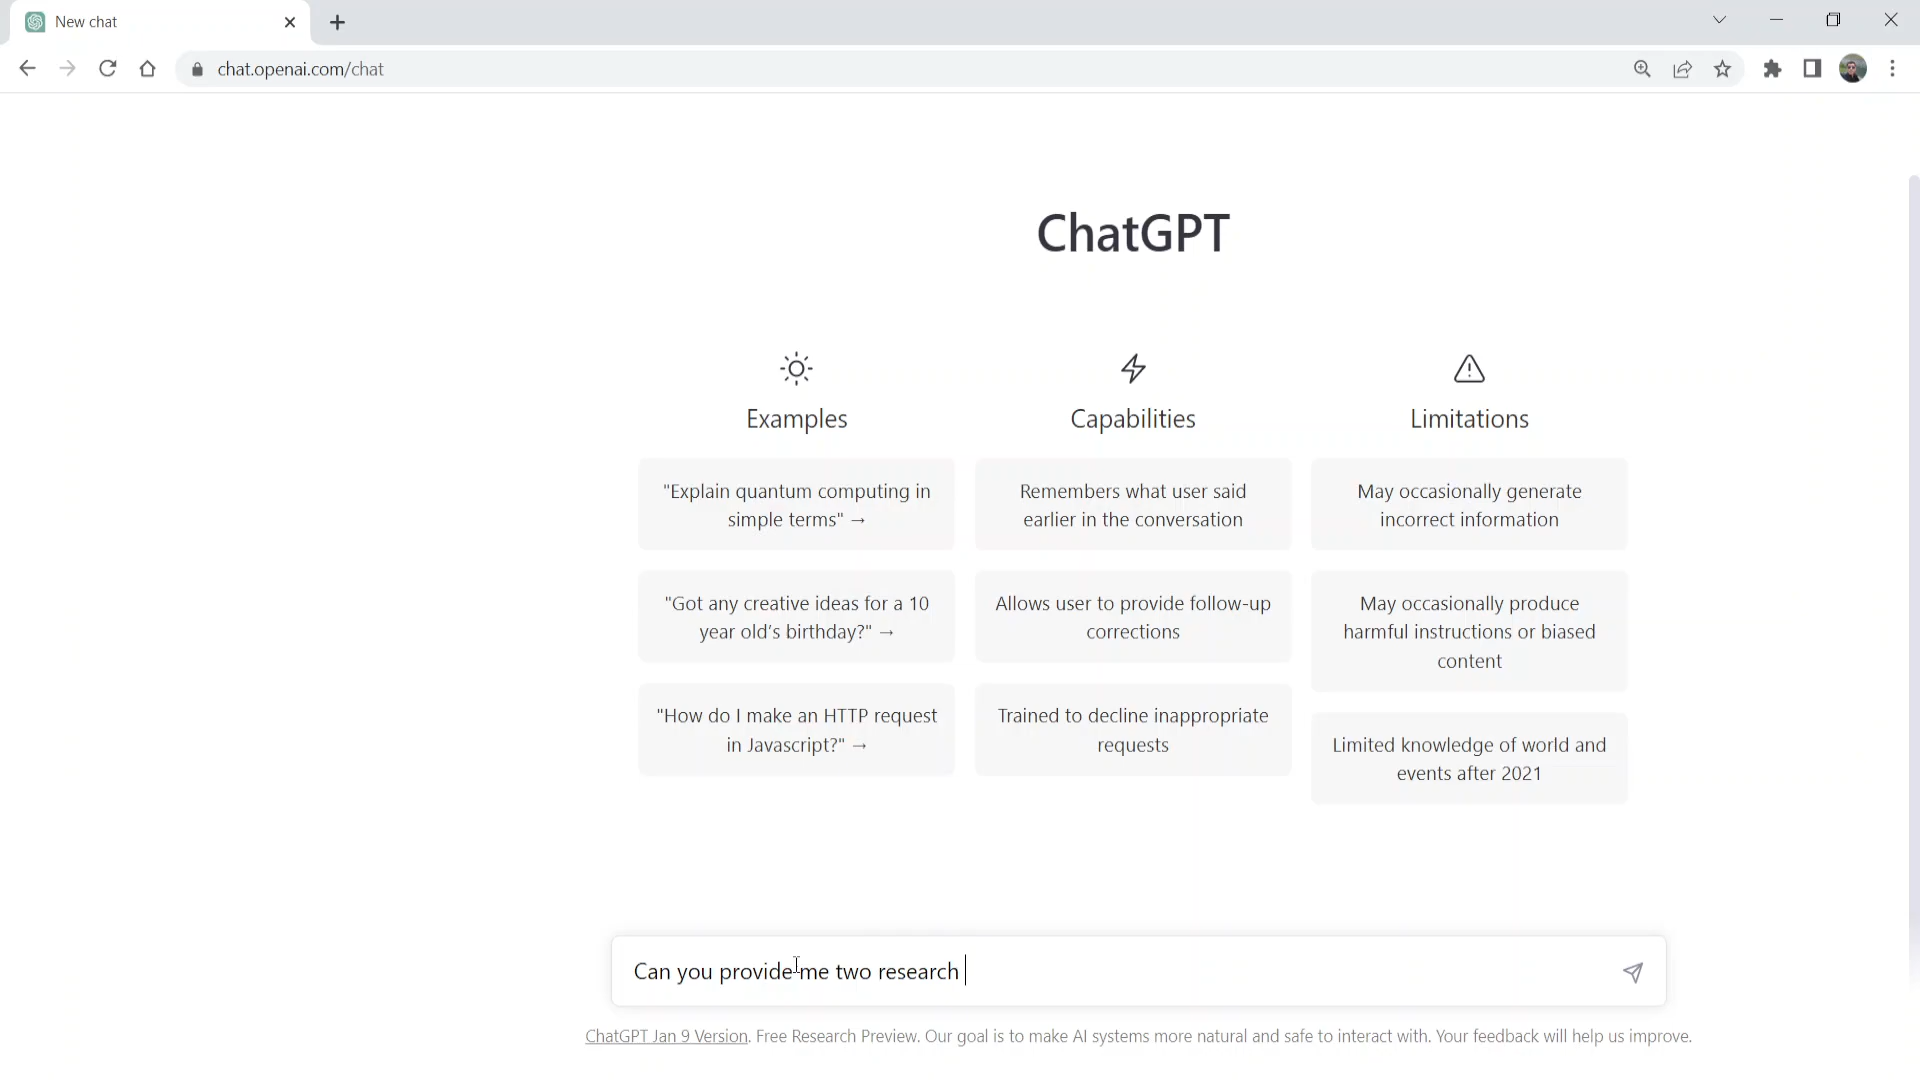 New chat
chat.openai.com/chat
ChatGPT
Examples
"Explain quantum computing in
simple terms" →
"Got any creative ideas for a 10
year old's birthday?" →
"How do I make an HTTP request
in Javascript?" →
Capabilities
Remembers what user said
earlier in the conversation
Allows user to provide follow-up
corrections
Trained to decline inappropriate
requests
Limitations
May occasionally generate
incorrect information
May occasionally produce
harmful instructions or biased
content
Limited knowledge of world and
events after 2021
Can you provide me two research
ChatGPT Jan 9 Version. Free Research Preview. Our goal is to make AI systems more natural and safe to interact with. Your feedback will help us improve.